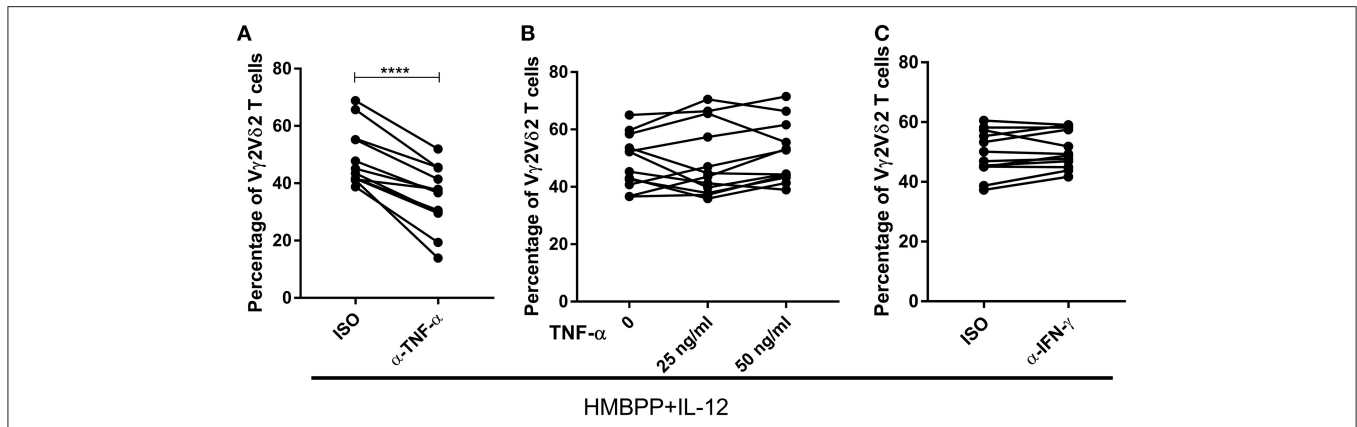 A
Percentage of Vγ2Vδ2 T cells
80
60
40
20
0
****
ISO
α-TNF-α
B
Percentage of Vγ2Vδ2 T cells
80
60
40
20
0
TNF-α
0
25 ng/ml
50 ng/ml
C
Percentage of Vγ2Vδ2 T cells
80
60
40
20
0
ISO
α-IFN-γ
HMBPP+IL-12